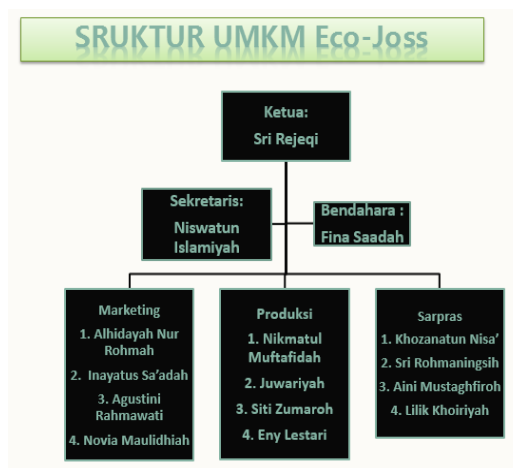 SRUKTUR UMKM Eco-Joss
Ketua:
Sri Rejeqi
Sekretaris:
Niswatun
Islamiyah
Bendahara :
Fina Saadah
Marketing
1. Alhidayah Nur
Rohmah
2. Inayatus Sa’adah
3. Agustini
Rahmawati
4. Novia Maulidhiah
Produksi
1. Nikmatul
Muftafidah
2. Juwariyah
3. Siti Zumaroh
4. Eny Lestari
Sarpras
1. Khozanatun Nisa’
2. Sri Rohmaningsih
3. Aini Mustaghfiroh
4. Lilik Khoiriyah